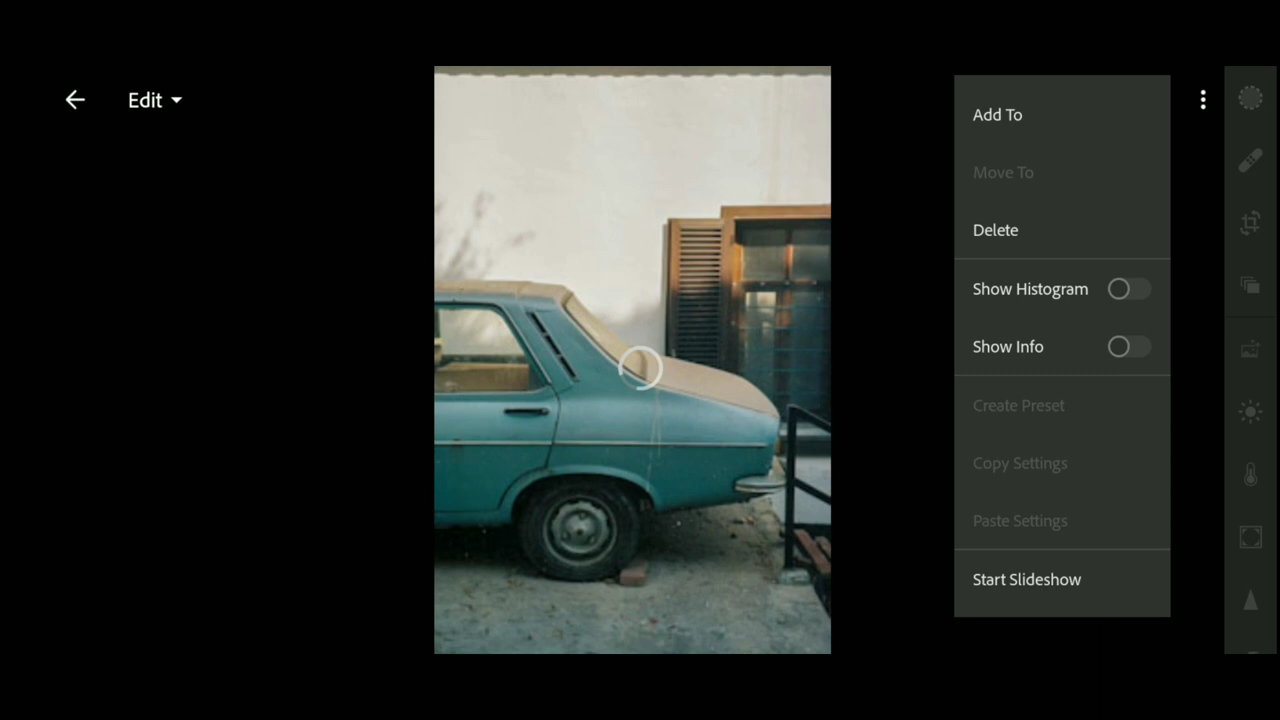 Edit
Add To
Move To
Delete
Show Histogram
Show Info
Create Preset
Copy Settings
Paste Settings
Start Slideshow